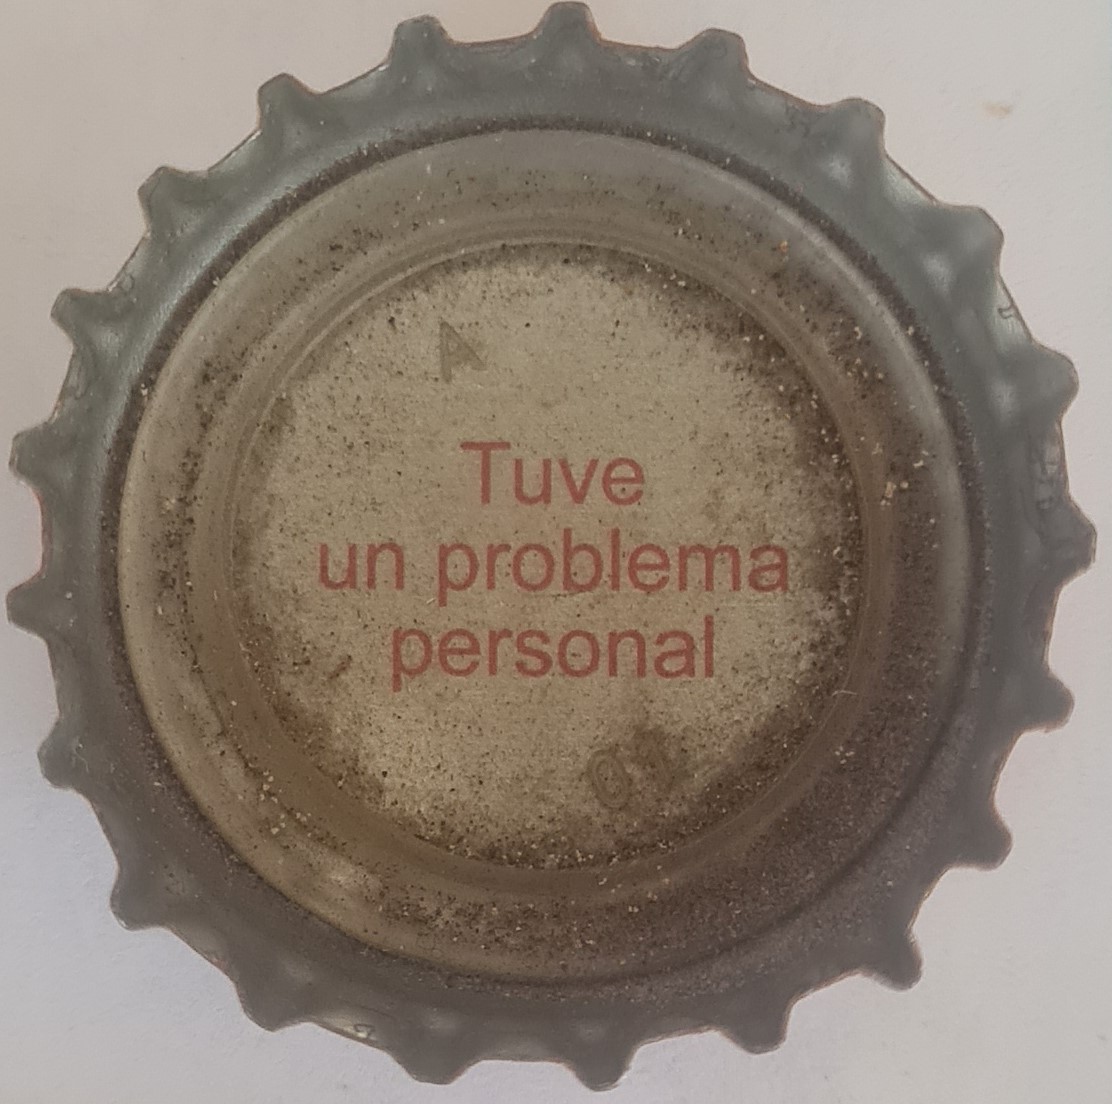 A
Tuve
un problema
personal